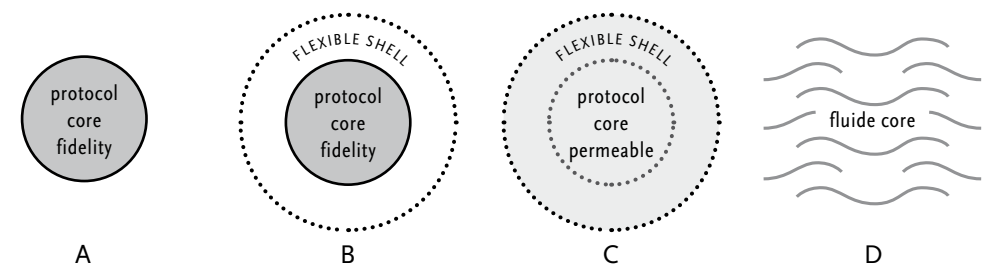 protocol
core
fidelity
FLEXIBLE SHELL
protocol
core
fidelity
FLEXIBLE SHELL
protocol
core
permeable
fluide core
A
B
C
D